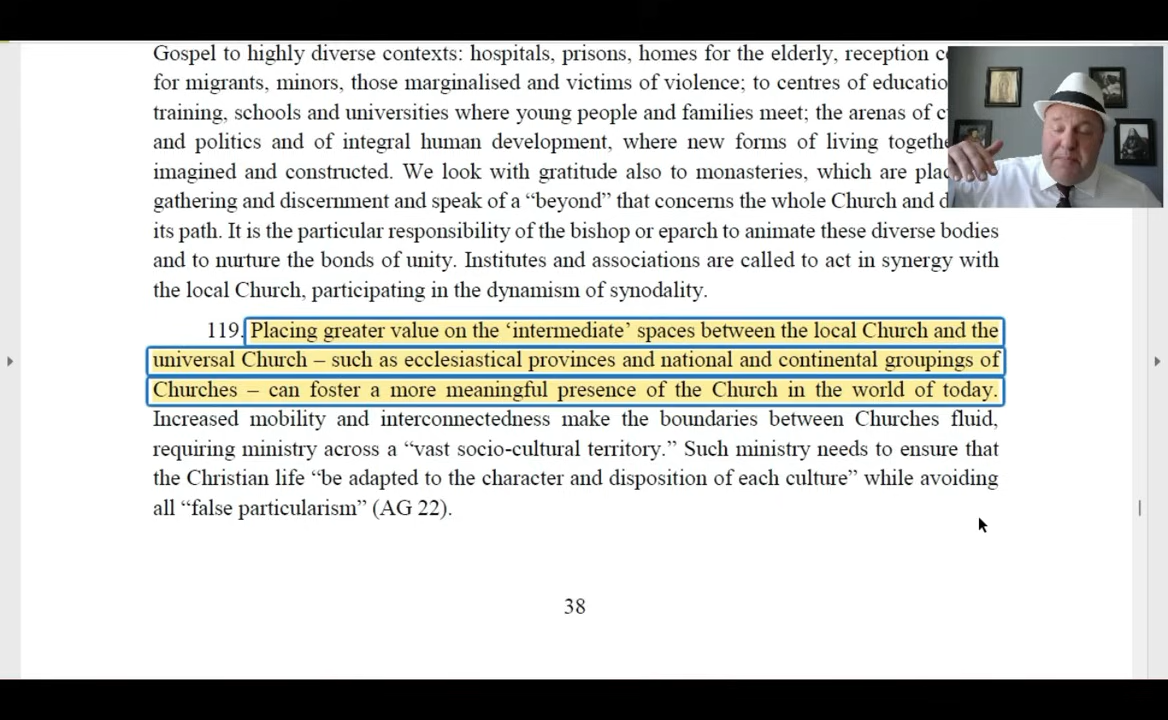 Gospel to highly diverse contexts: hospitals, prisons, homes for the elderly, reception
for migrants, minors, those marginalised and victims of violence; to centres of
training, schools and universities where young people and families meet; the arenas of
and politics and of integral human development, where new forms of living
imagined and constructed. We look with gratitude also to monasteries, which are
gathering and discernment and speak of a “beyond” that concerns the whole Church and
its path. It is the particular responsibility of the bishop or eparch to animate these diverse bodies
and to nurture the bonds of unity. Institutes and associations are called to act in synergy with
the local Church, participating in the dynamism of synodality.
119. Placing greater value on the ‘intermediate’ spaces between the local Church and the
universal Church – such as ecclesiastical provinces and national and continental groupings of
Churches – can foster a more meaningful presence of the Church in the world of today.
Increased mobility and interconnectedness make the boundaries between Churches fluid,
requiring ministry across a “vast socio-cultural territory.” Such ministry needs to ensure that
the Christian life “be adapted to the character and disposition of each culture” while avoiding
all “false particularism” (AG 22).
38